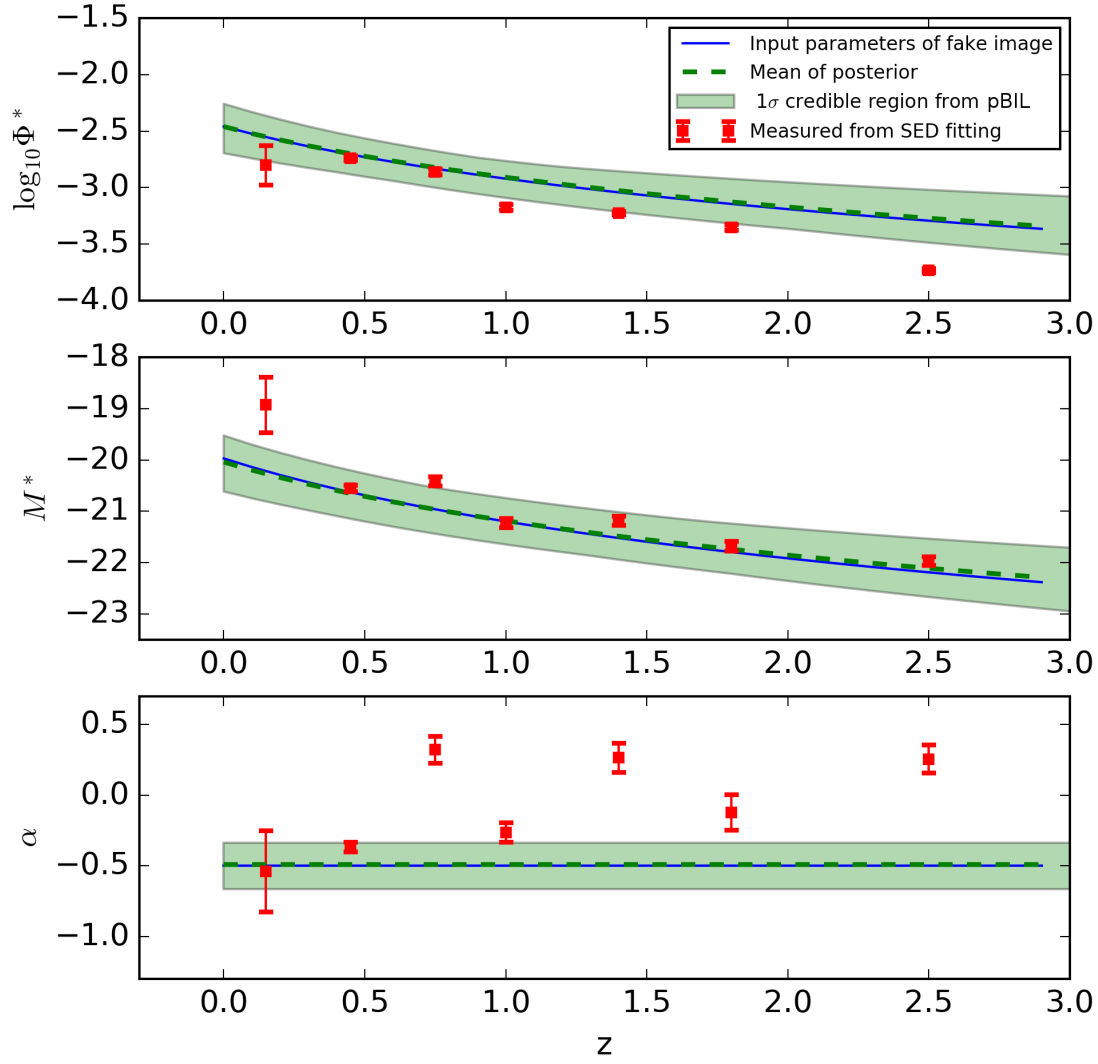 −1.5
−2.0
−2.5
−3.0
−3.5
−4.0
log₁₀Φ*
Input parameters of fake image
Mean of posterior
1σ credible region from pBIL
Measured from SED fitting
0.0 0.5 1.0 1.5 2.0 2.5 3.0
−18
−19
−20
−21
−22
−23
M*
0.0 0.5 1.0 1.5 2.0 2.5 3.0
0.5
0.0
−0.5
−1.0
α
0.0 0.5 1.0 1.5 2.0 2.5 3.0
z